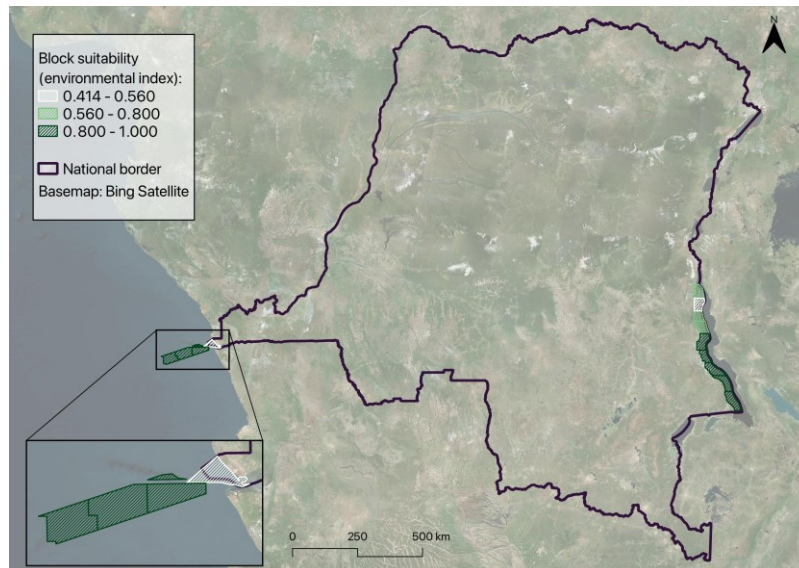 Block suitability
(environmental index):
0.414 - 0.560
0.560 - 0.800
0.800 - 1.000
National border
Basemap: Bing Satellite
N
0 250 500 km